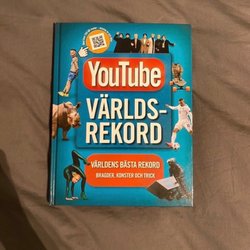 YouTube
VÄRLDS-
REKORD
VÄRLDENS BÄSTA REKORD
BRAGDER, KONSTER OCH TRICK